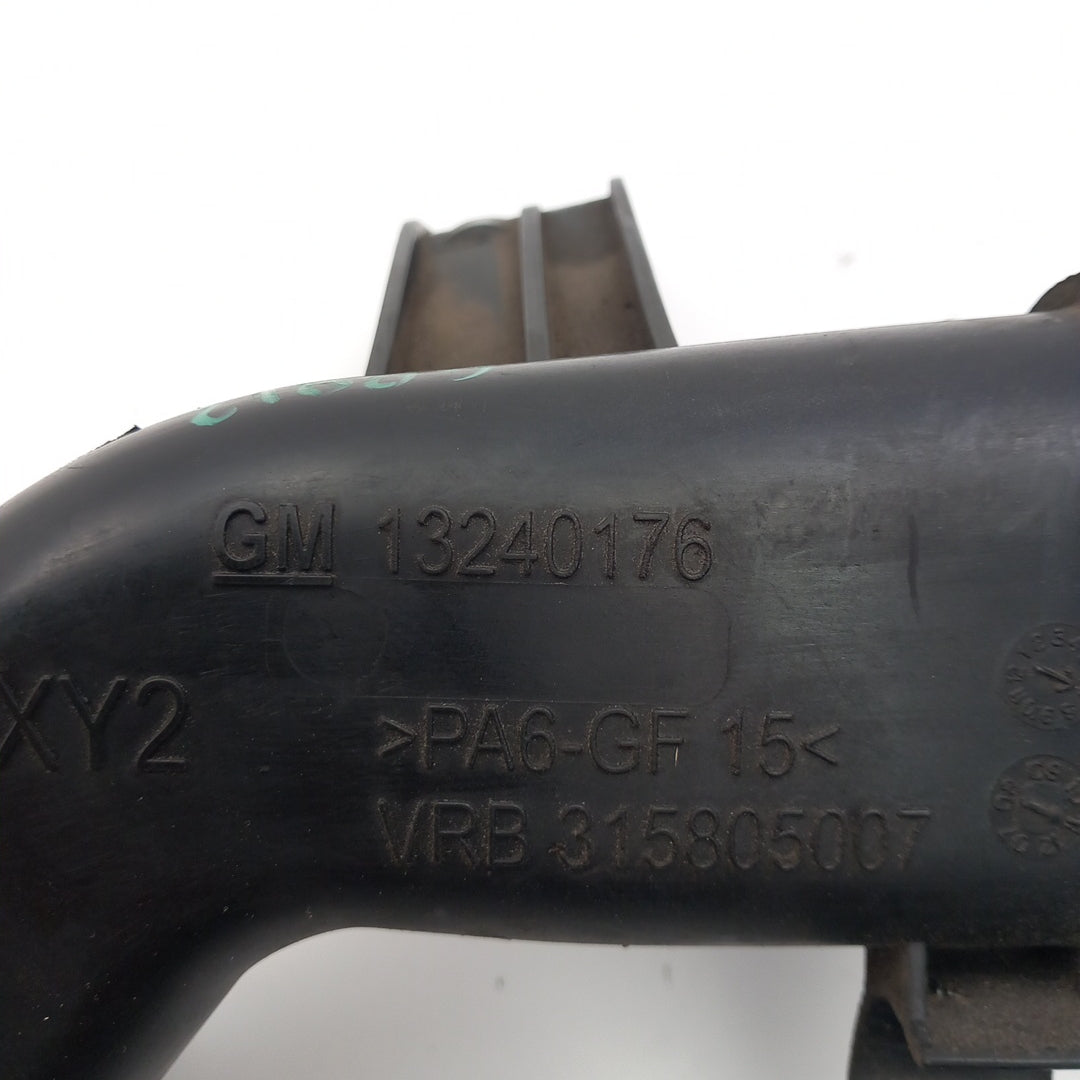 GM 13240176
XY2
>PA6-GF 15<
VRB 315805007